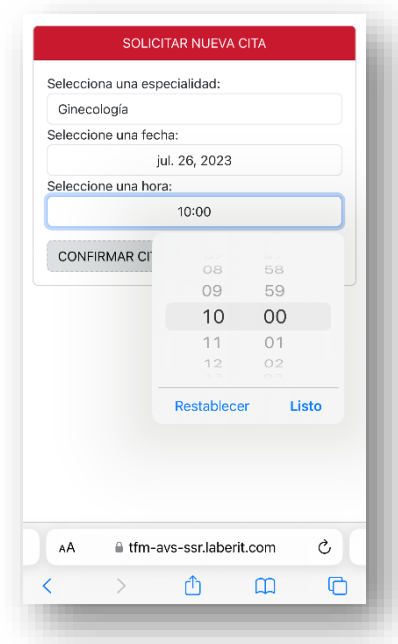 SOLICITAR NUEVA CITA
Selecciona una especialidad:
Ginecología
Seleccione una fecha:
jul. 26, 2023
Seleccione una hora:
10:00
CONFIRMAR CI
08 58
09 59
10 00
11 01
12 02
Restablecer Listo
AA tfm-avs-ssr.laberit.com